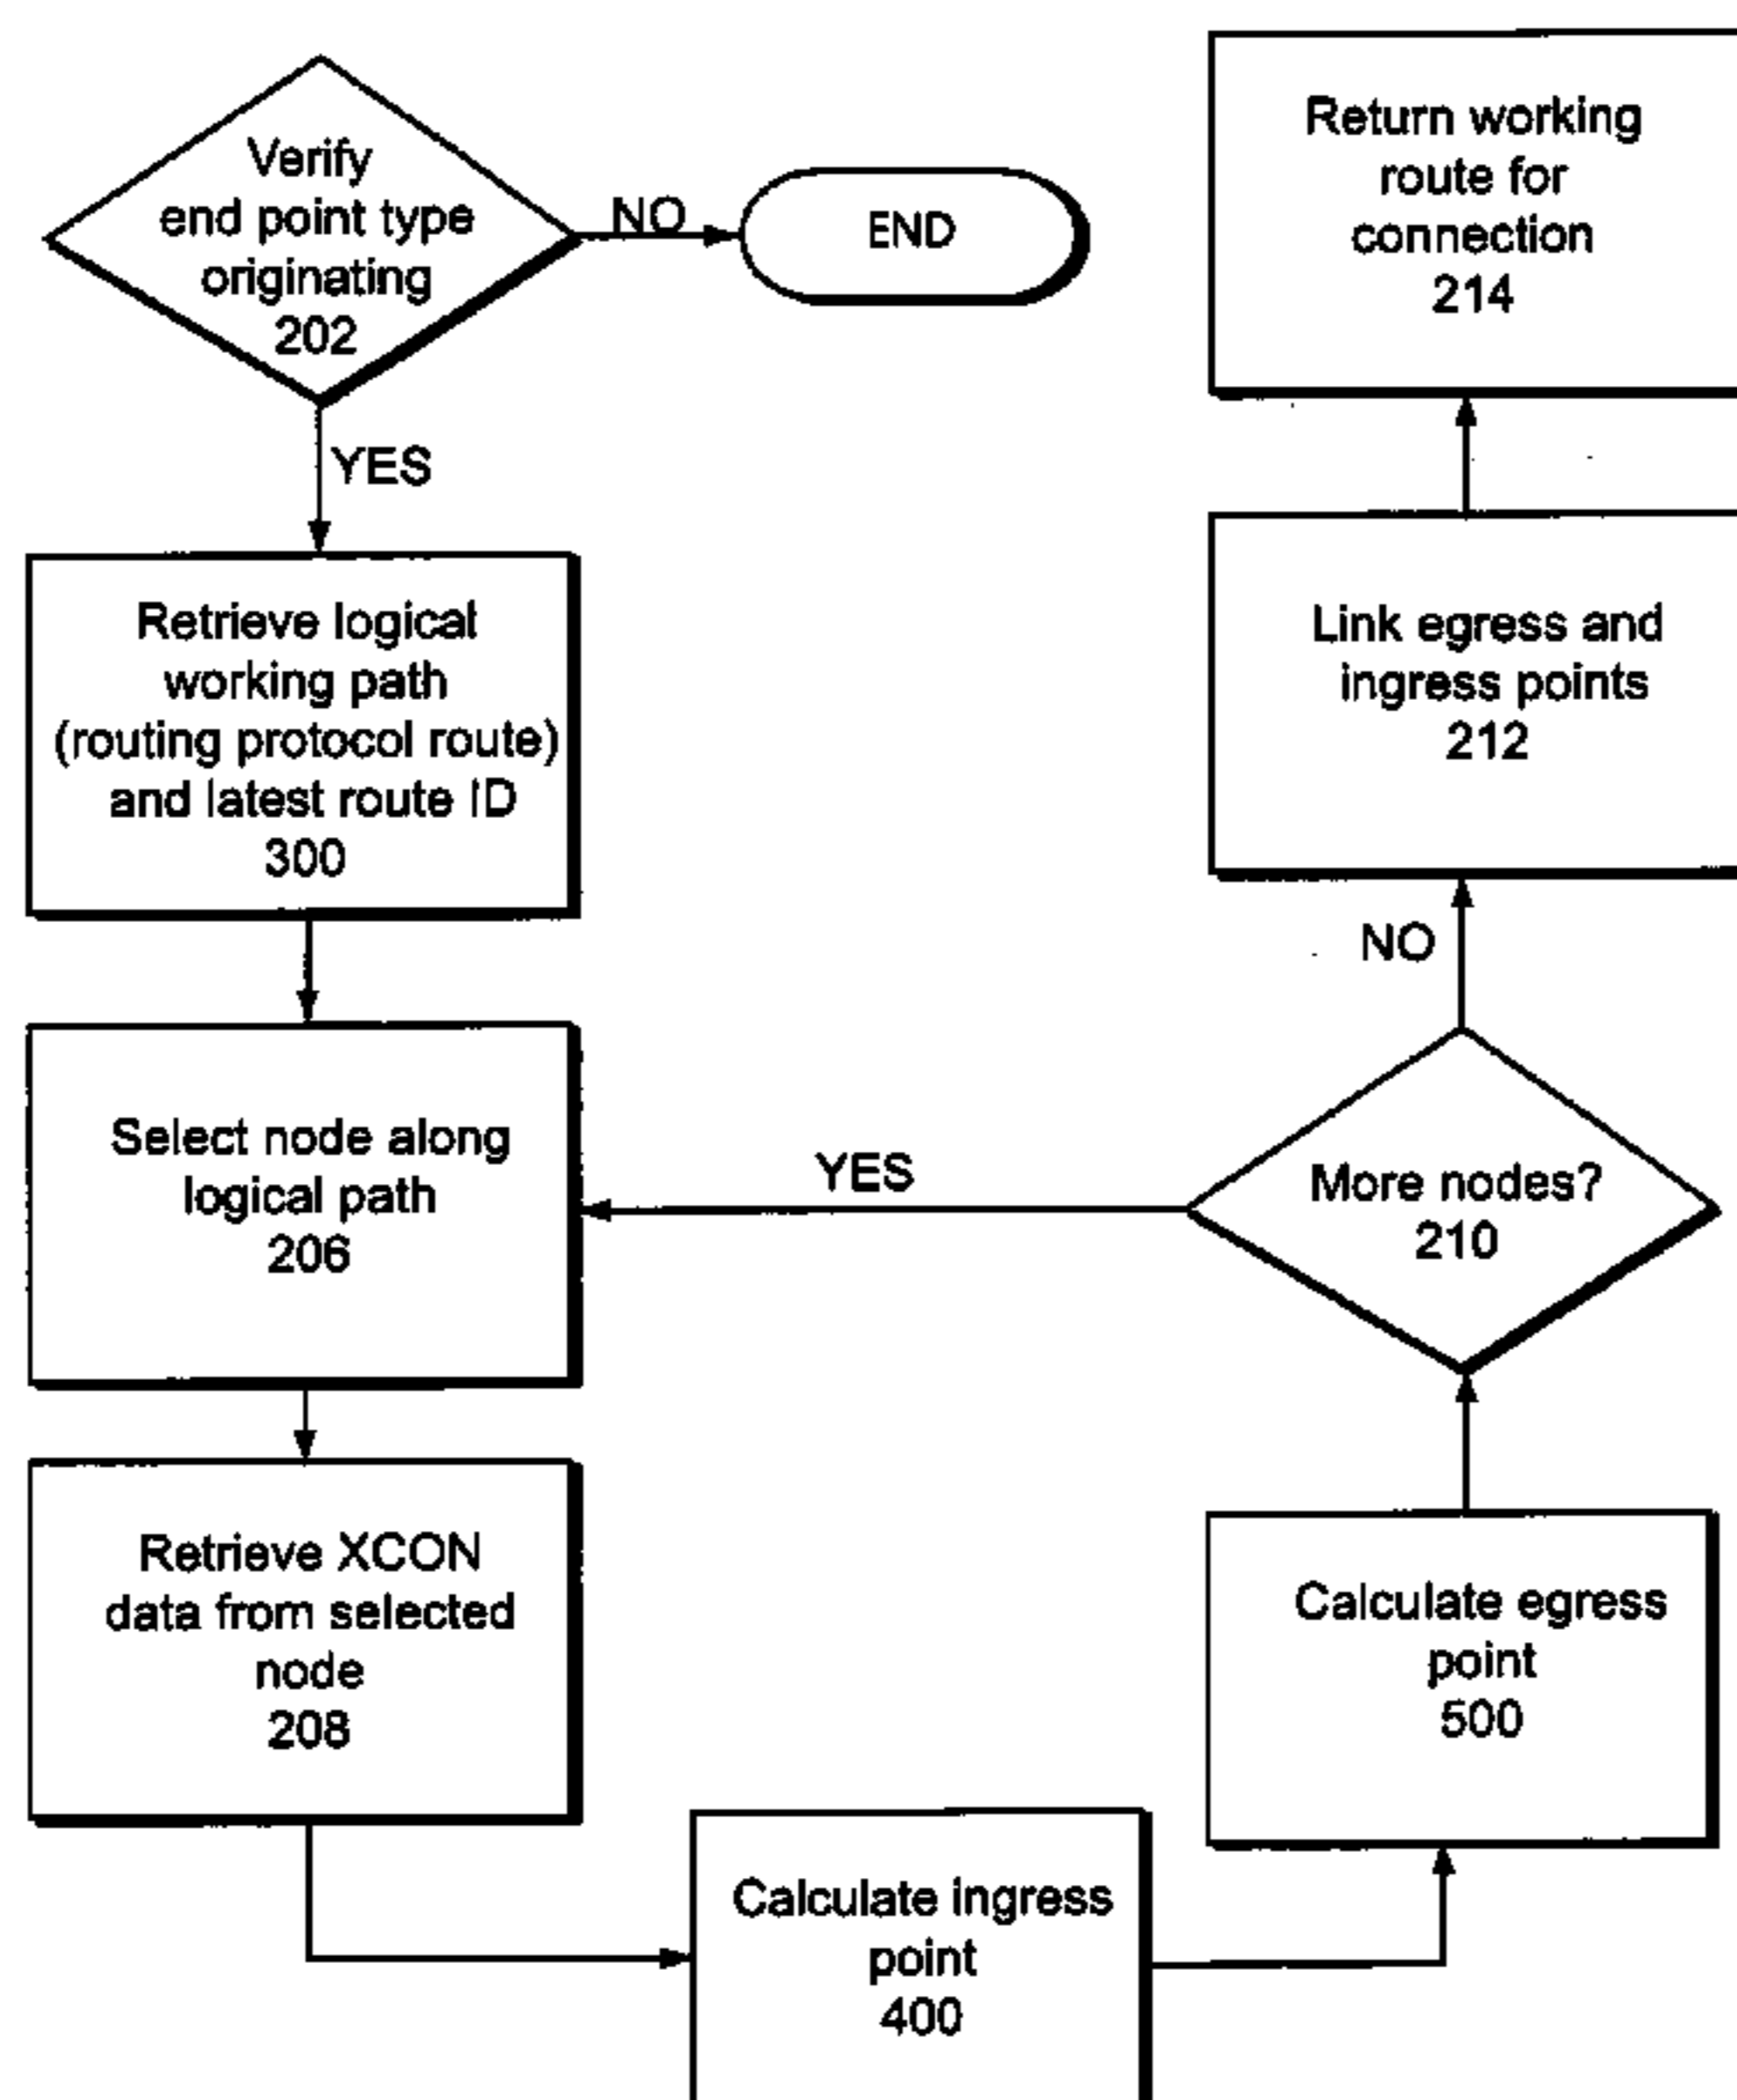 Verify
end point type
originating
202
NO
END
YES
Retrieve logical
working path
(routing protocol route)
and latest route ID
300
Select node along
logical path
206
Retrieve XCON
data from selected
node
208
Calculate ingress
point
400
Calculate egress
point
500
More nodes?
210
YES
NO
Link egress and
ingress points
212
Return working
route for
connection
214